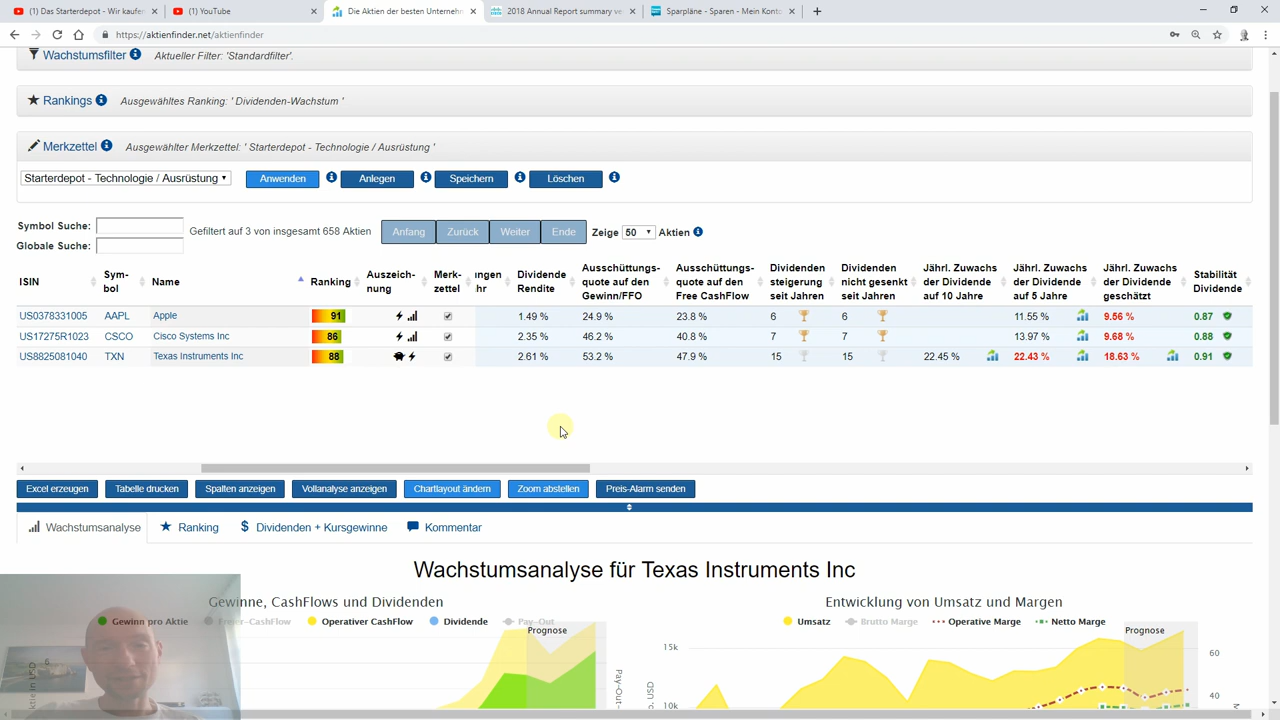 (1) Das Starterdepot - Wir kaufen
(1) YouTube
Die Aktien der besten Unternehm
2018 Annual Report summary ve
Sparpläne - Sparen - Mein Konto
https://aktienfinder.net/aktienfinder
Wachstumsfilter Aktueller Filter: 'Standardfilter'.
Rankings Ausgewähltes Ranking: ' Dividenden-Wachstum '
Merkzettel Ausgewählter Merkzettel: ' Starterdepot - Technologie / Ausrüstung '
Starterdepot - Technologie / Ausrüstung Anwenden Anlegen Speichern Löschen
Symbol Suche: Gefiltert auf 3 von insgesamt 658 Aktien Anfang Zurück Weiter Ende Zeige 50 Aktien
Globale Suche:
ISIN Sym-bol Name Ranking Auszeich-nung Merk-zettel ungen hr Dividende Rendite Ausschüttungs-quote auf den Gewinn/FFO Ausschüttungs-quote auf den Free CashFlow Dividenden steigerung seit Jahren Dividenden nicht gesenkt seit Jahren Jährl. Zuwachs der Dividende auf 10 Jahre Jährl. Zuwachs der Dividende auf 5 Jahre Jährl. Zuwachs der Dividende geschätzt Stabilität Dividende
US0378331005 AAPL Apple 91 1.49 % 24.9 % 23.8 % 6 6 11.55 % 9.56 % 0.87
US17275R1023 CSCO Cisco Systems Inc 86 2.35 % 46.2 % 40.8 % 7 7 13.97 % 9.68 % 0.88
US8825081040 TXN Texas Instruments Inc 88 2.61 % 53.2 % 47.9 % 15 15 22.45 % 22.43 % 18.63 % 0.91
Excel erzeugen Tabelle drucken Spalten anzeigen Vollanalyse anzeigen Chartlayout ändern Zoom abstellen Preis-Alarm senden
Wachstumsanalyse Ranking $ Dividenden + Kursgewinne Kommentar
Wachstumsanalyse für Texas Instruments Inc
Gewinne, CashFlows und Dividenden
Gewinn pro Aktie Freier-CashFlow Operativer CashFlow Dividende Pay-Out
Prognose
Pay-Out-
Entwicklung von Umsatz und Margen
Umsatz Brutto Marge Operative Marge Netto Marge
Prognose
15k
10k
60
40
USD